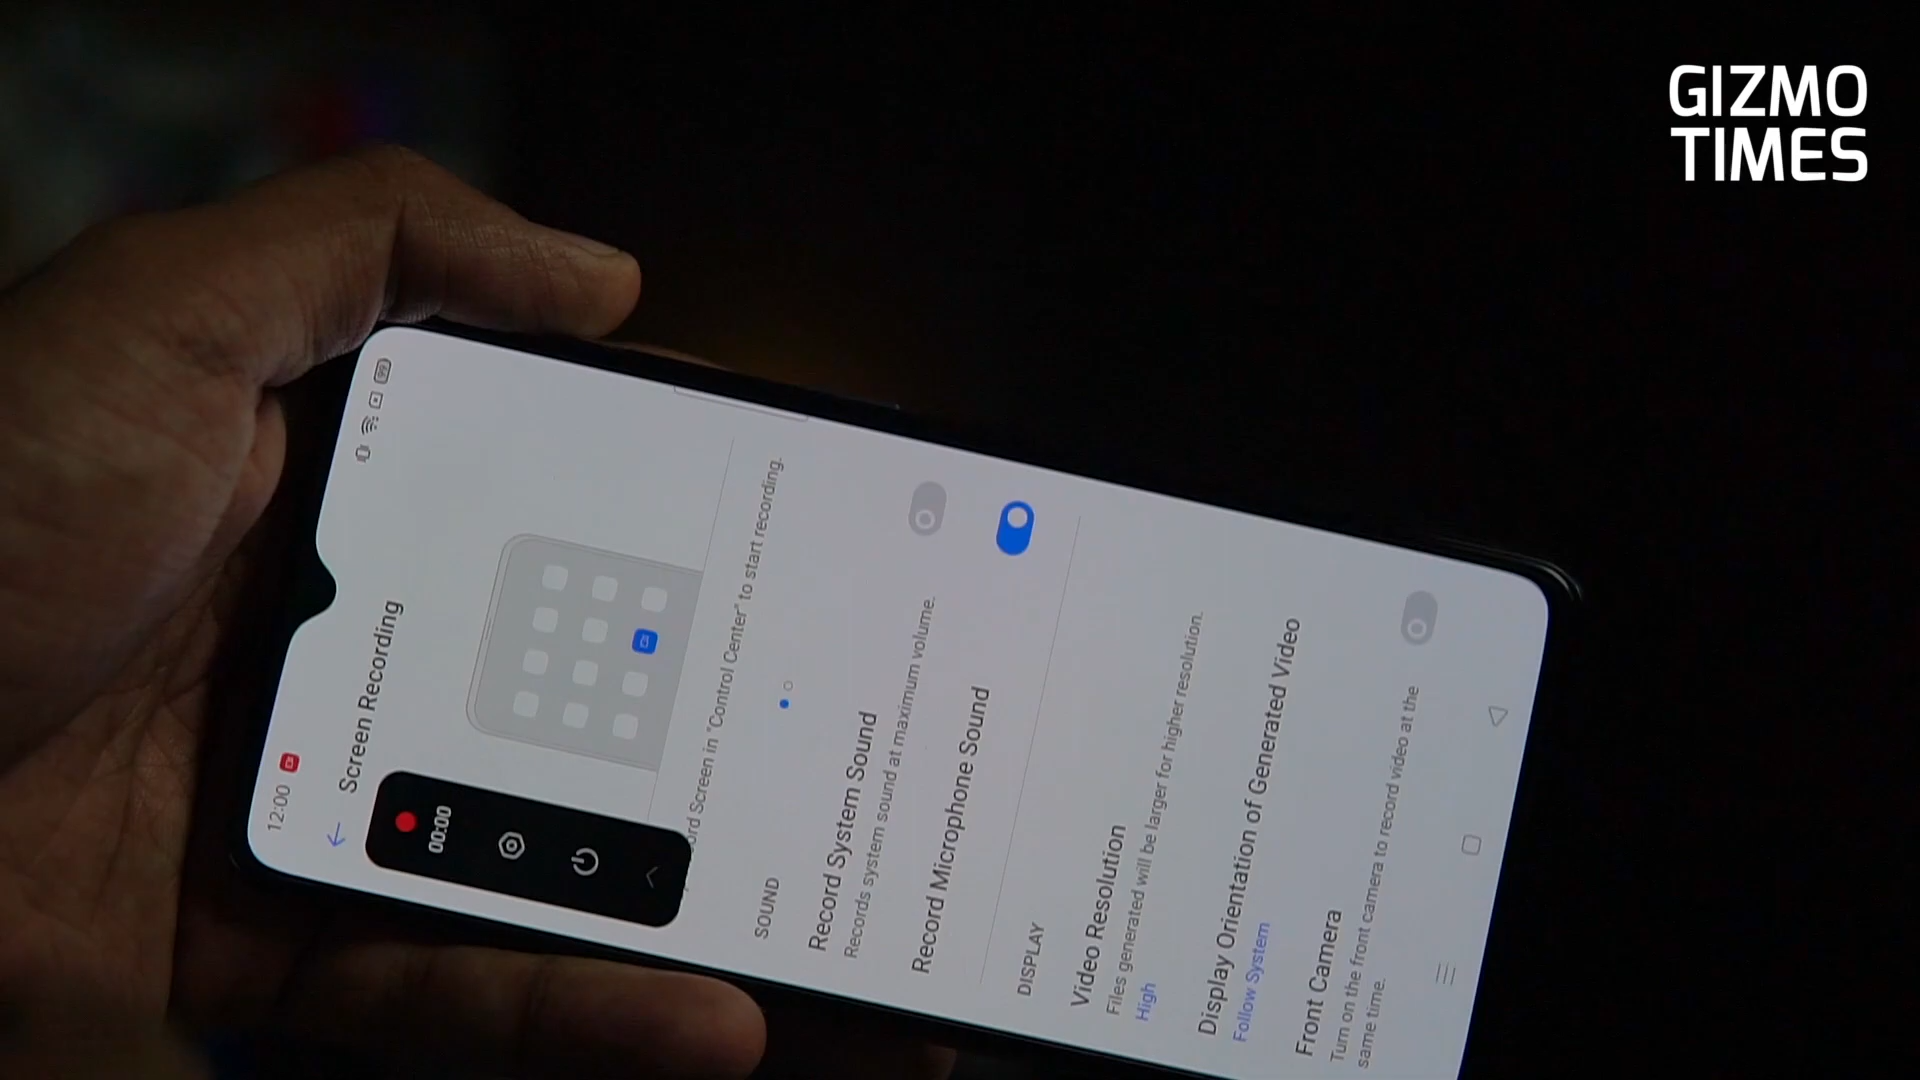 GIZMO
TIMES
12:00
99
Screen Recording
00:00
Screen in "Control Center" to start recording.
SOUND
Record System Sound
Records system sound at maximum volume.
Record Microphone Sound
DISPLAY
Video Resolution
Files generated will be larger for higher resolution.
High
Display Orientation of Generated Video
Follow System
Front Camera
Turn on the front camera to record video at the
same time.